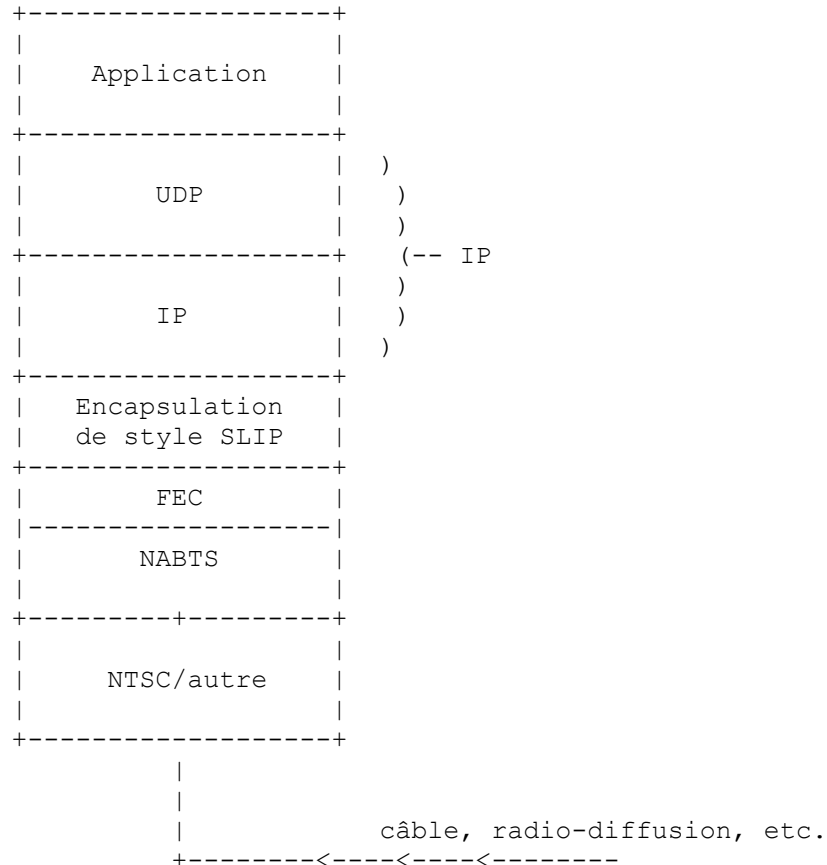 Application
UDP
(-- IP
IP
Encapsulation
de style SLIP
FEC
NABTS
NTSC/autre
câble, radio-diffusion, etc.